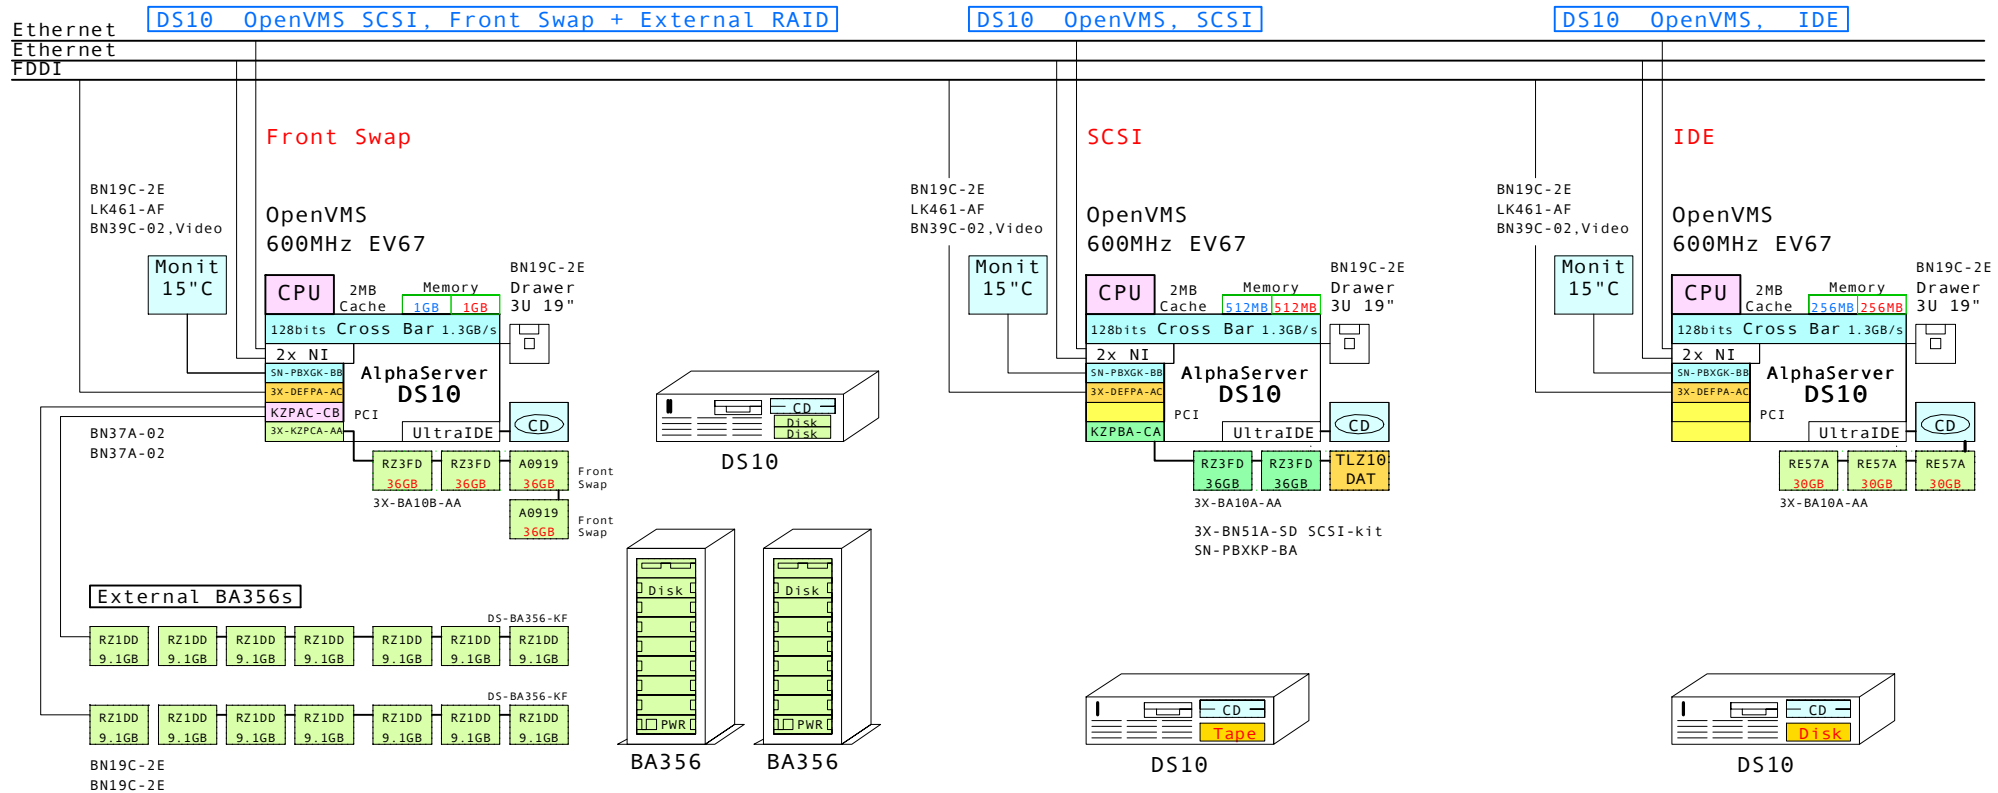 DS10 OpenVMS SCSI, Front Swap + External RAID
DS10 OpenVMS, SCSI
DS10 OpenVMS, IDE
Ethernet
Ethernet
FDDI
Front Swap
BN19C-2E
LK461-AF
BN39C-02,Video
OpenVMS
600MHz EV67
Monit
15"C
CPU
2MB
Cache
Memory
1GB 1GB
BN19C-2E
Drawer
3U 19"
128bits Cross Bar 1.3GB/s
2x NI
SN-PBXGK-BB
3X-DEFPA-AC
KZPAC-CB
3X-KZPCA-AA
AlphaServer
DS10
PCI
UltraIDE
CD
BN37A-02
BN37A-02
RZ3FD
36GB
RZ3FD
36GB
A0919
36GB
Front
Swap
3X-BA10B-AA
A0919
36GB
Front
Swap
External BA356s
DS-BA356-KF
RZ1DD RZ1DD RZ1DD RZ1DD RZ1DD RZ1DD RZ1DD
9.1GB 9.1GB 9.1GB 9.1GB 9.1GB 9.1GB 9.1GB
DS-BA356-KF
RZ1DD RZ1DD RZ1DD RZ1DD RZ1DD RZ1DD RZ1DD
9.1GB 9.1GB 9.1GB 9.1GB 9.1GB 9.1GB 9.1GB
BN19C-2E
BN19C-2E
CD
Disk
Disk
DS10
Disk
PWR
BA356
Disk
PWR
BA356
SCSI
BN19C-2E
LK461-AF
BN39C-02,Video
OpenVMS
600MHz EV67
Monit
15"C
CPU
2MB
Cache
Memory
512MB 512MB
BN19C-2E
Drawer
3U 19"
128bits Cross Bar 1.3GB/s
2x NI
SN-PBXGK-BB
3X-DEFPA-AC
KZPBA-CA
AlphaServer
DS10
PCI
UltraIDE
CD
RZ3FD
36GB
RZ3FD
36GB
TLZ10
DAT
3X-BA10A-AA
3X-BN51A-SD SCSI-kit
SN-PBXKP-BA
CD
Tape
DS10
IDE
BN19C-2E
LK461-AF
BN39C-02,Video
OpenVMS
600MHz EV67
Monit
15"C
CPU
2MB
Cache
Memory
256MB 256MB
BN19C-2E
Drawer
3U 19"
128bits Cross Bar 1.3GB/s
2x NI
SN-PBXGK-BB
3X-DEFPA-AC
AlphaServer
DS10
PCI
UltraIDE
CD
RE57A
30GB
RE57A
30GB
RE57A
30GB
3X-BA10A-AA
CD
Disk
DS10